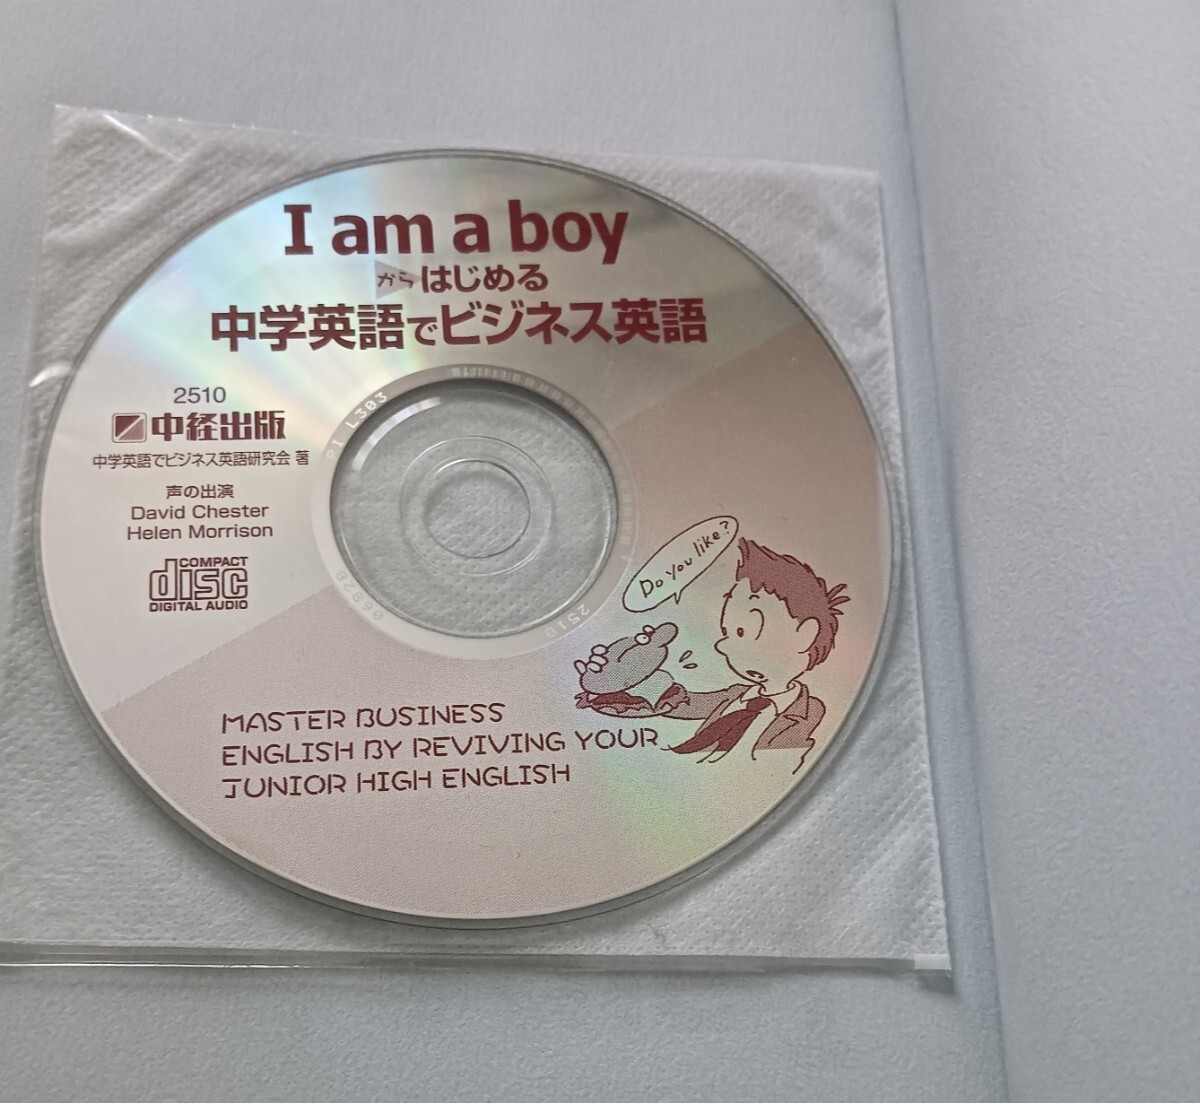 I am a boy
からはじめる
中学英語でビジネス英語
2510
中経出版
中学英語でビジネス英語研究会 著
声の出演
David Chester
Helen Morrison
COMPACT
disc
DIGITAL AUDIO
L303
2510
Do you like?
MASTER BUSINESS
ENGLISH BY REVIVING YOUR
JUNIOR HIGH ENGLISH